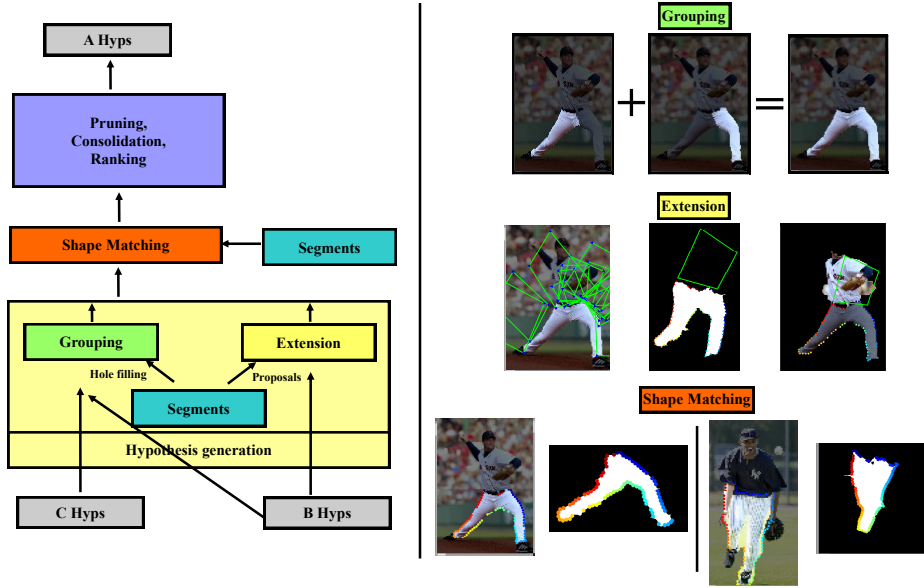 A Hyps
Pruning,
Consolidation,
Ranking
Shape Matching
Segments
Grouping
Extension
Hole filling
Proposals
Segments
Hypothesis generation
C Hyps
B Hyps
Grouping
+
=
Extension
Shape Matching